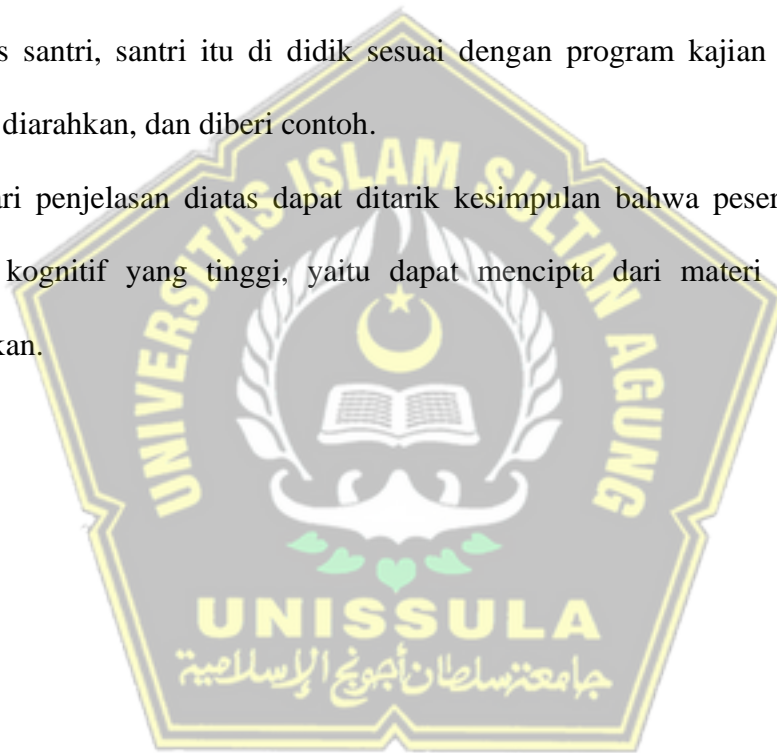 s santri, santri itu di didik sesuai dengan program kajian
diarahkan, dan diberi contoh.
ri penjelasan diatas dapat ditarik kesimpulan bahwa peser
kognitif yang tinggi, yaitu dapat mencipta dari materi
kan.
UNIVERSITAS ISLAM SULTAN AGUNG
UNISSULA
جامعة سلطان أجونج الإسلامية